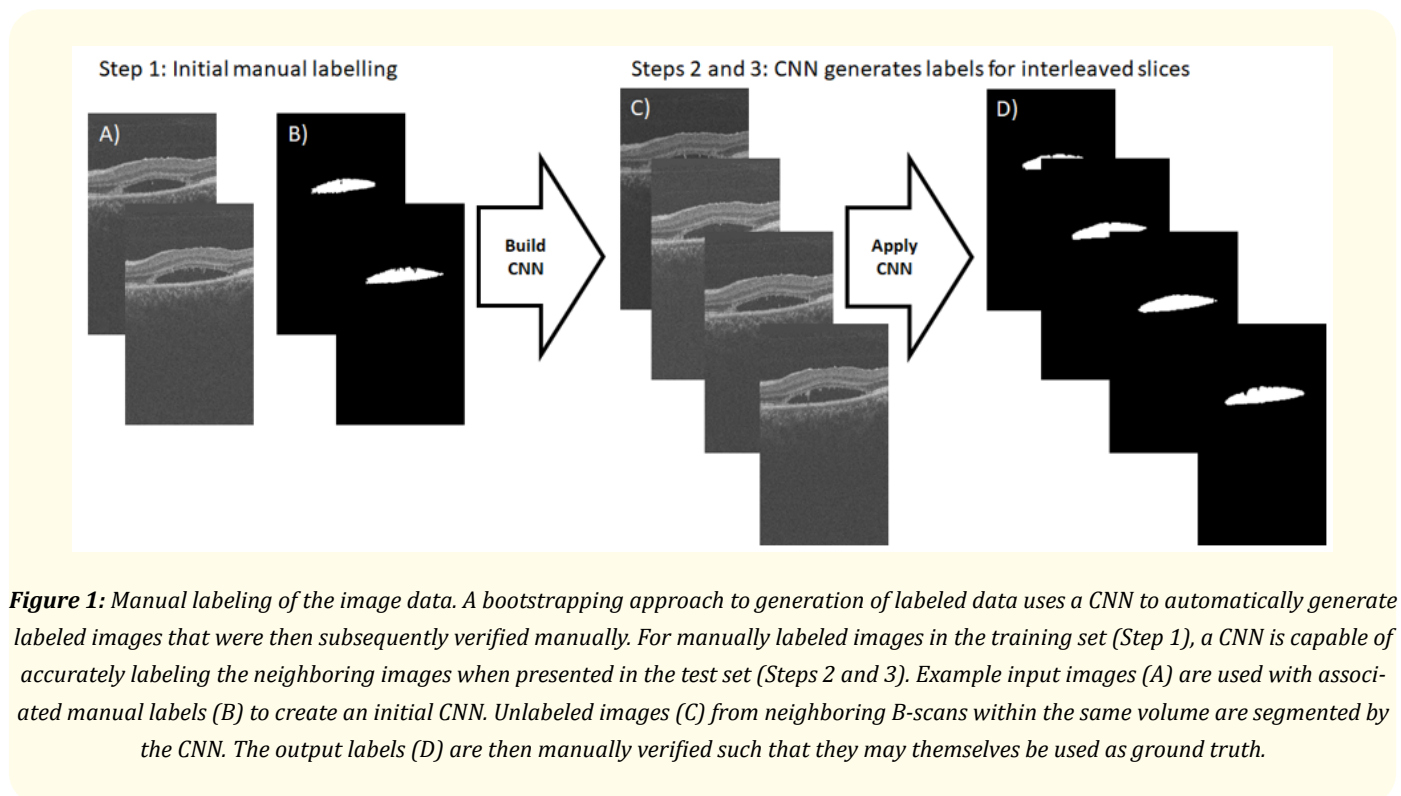 Step 1: Initial manual labelling
Steps 2 and 3: CNN generates labels for interleaved slices
A)
B)
Build
CNN
C)
Apply
CNN
D)
Figure 1: Manual labeling of the image data. A bootstrapping approach to generation of labeled data uses a CNN to automatically generate
labeled images that were then subsequently verified manually. For manually labeled images in the training set (Step 1), a CNN is capable of
accurately labeling the neighboring images when presented in the test set (Steps 2 and 3). Example input images (A) are used with associ-
ated manual labels (B) to create an initial CNN. Unlabeled images (C) from neighboring B-scans within the same volume are segmented by
the CNN. The output labels (D) are then manually verified such that they may themselves be used as ground truth.